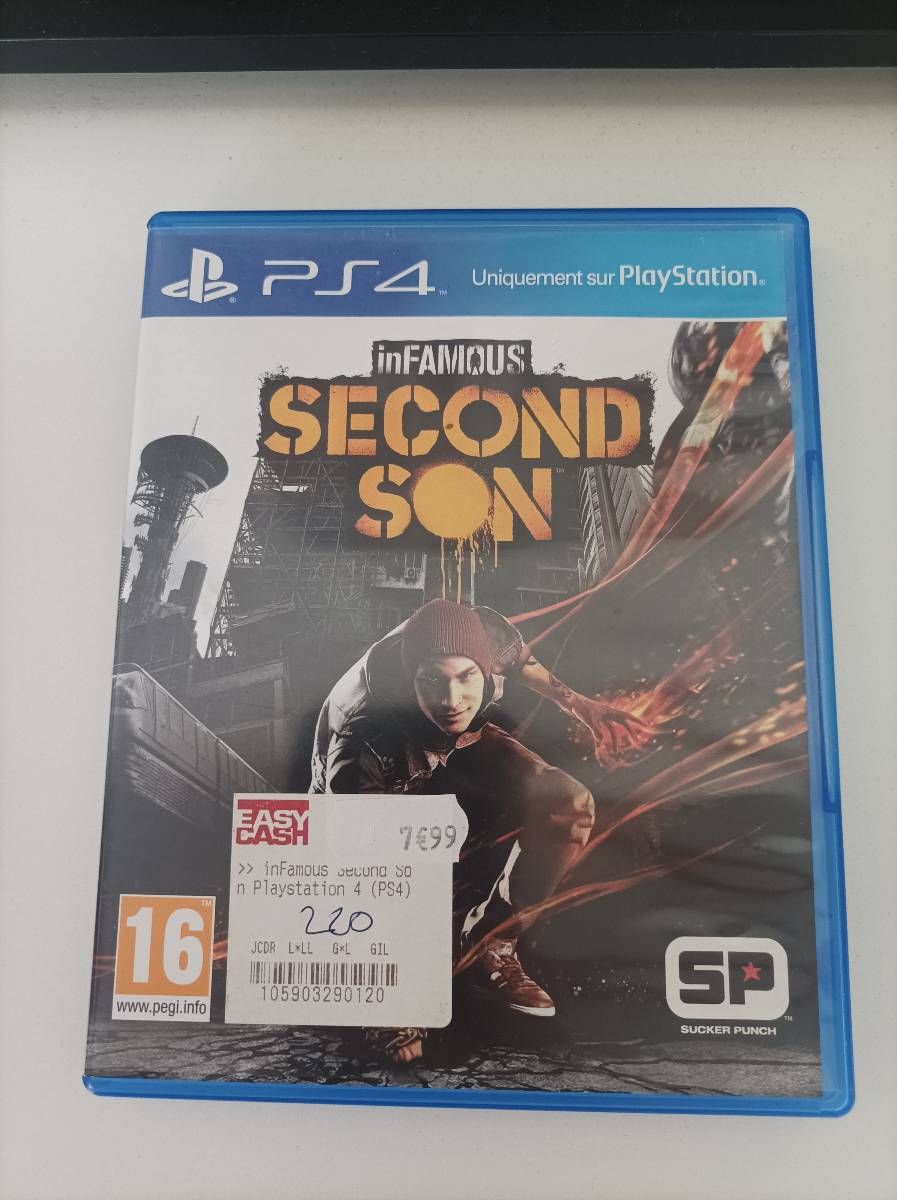 PS4 Uniquement sur PlayStation®
inFAMOUS
SECOND
SON™
EASY
CASH
7€99
>> inFamous Second So
n Playstation 4 (PS4)
220
JCDR L*LL G*L GIL
105903290120
16
www.pegi.info
SP
SUCKER PUNCH